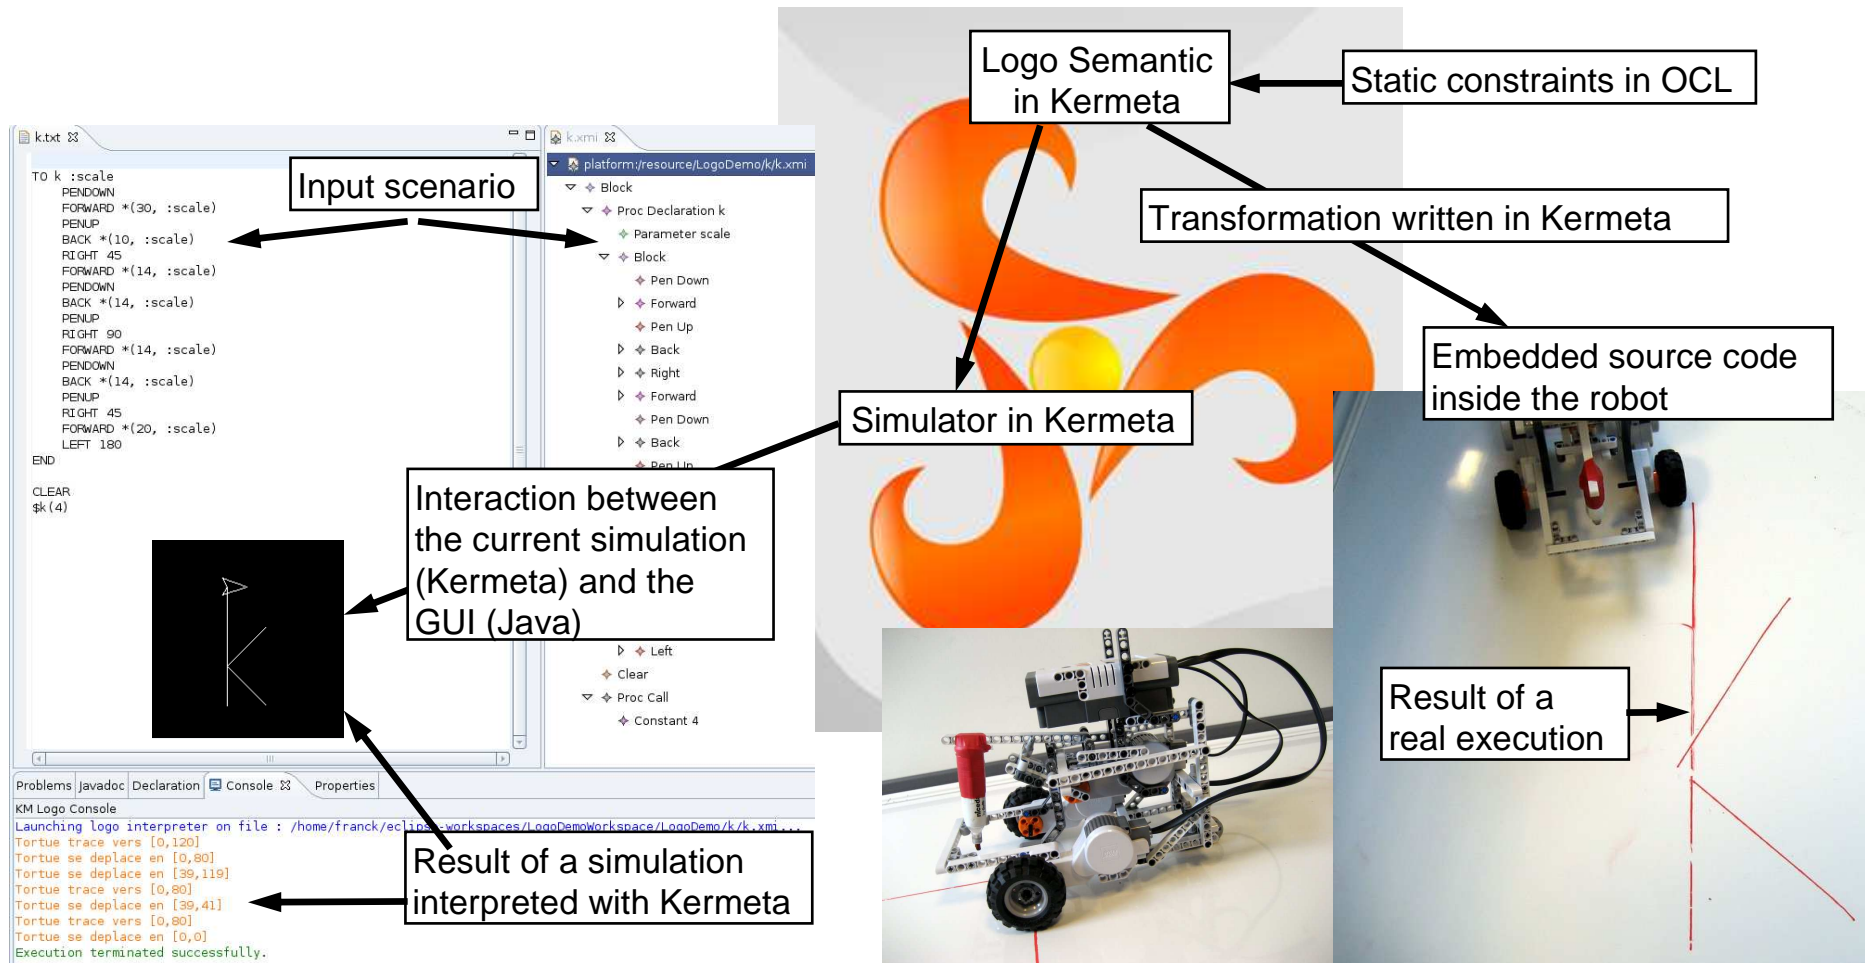 Logo Semantic
in Kermeta
Static constraints in OCL
Transformation written in Kermeta
Embedded source code
inside the robot
Simulator in Kermeta
Input scenario
Interaction between
the current simulation
(Kermeta) and the
GUI (Java)
Result of a
real execution
Result of a simulation
interpreted with Kermeta
k.txt
TO k :scale
PENDOWN
FORWARD *(30, :scale)
PENUP
BACK *(10, :scale)
RIGHT 45
FORWARD *(14, :scale)
PENDOWN
BACK *(14, :scale)
PENUP
RIGHT 90
FORWARD *(14, :scale)
PENDOWN
BACK *(14, :scale)
PENUP
RIGHT 45
FORWARD *(20, :scale)
LEFT 180
END
CLEAR
$k(4)
k.xmi
platform:/resource/LogoDemo/k/k.xmi
Block
Proc Declaration k
Parameter scale
Block
Pen Down
Forward
Pen Up
Back
Right
Forward
Pen Down
Back
Pen Up
Left
Clear
Proc Call
Constant 4
Problems Javadoc Declaration Console Properties
KM Logo Console
Launching logo interpreter on file : /home/franck/eclipse-workspaces/LogoDemoWorkspace/LogoDemo/k/k.xmi...
Tortue trace vers [0,120]
Tortue se deplace en [0,80]
Tortue se deplace en [39,119]
Tortue trace vers [0,80]
Tortue se deplace en [39,41]
Tortue trace vers [0,80]
Tortue se deplace en [0,0]
Execution terminated successfully.